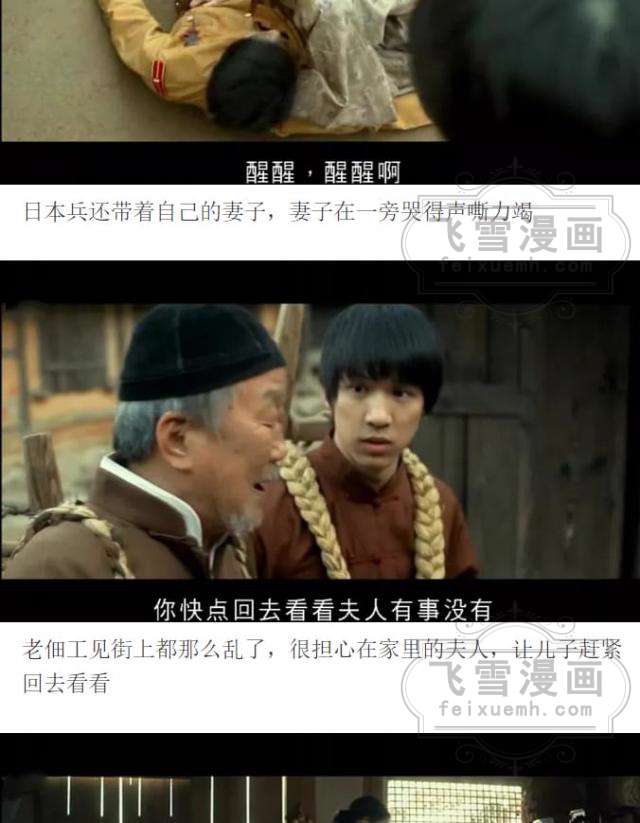 醒醒，醒醒啊
日本兵还带着自己的妻子，妻子在一旁哭得声嘶力竭
飞雪漫画
feixuemh.com
你快点回去看看夫人有事没有
老佃工见街上都那么乱了，很担心在家里的夫人，让儿子赶紧
回去看看
飞雪漫画
feixuemh.com